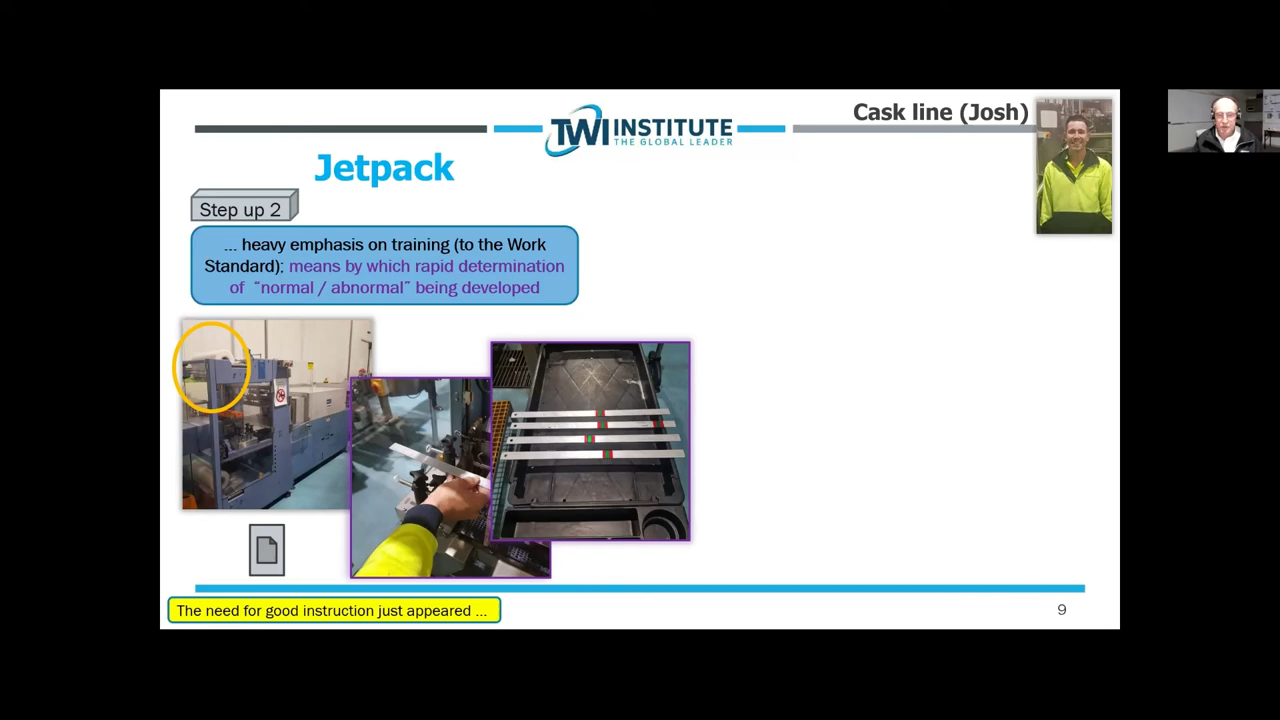 Cask line (Josh)
TWI INSTITUTE
THE GLOBAL LEADER
Jetpack
Step up 2
... heavy emphasis on training (to the Work
Standard); means by which rapid determination
of “normal / abnormal” being developed
The need for good instruction just appeared ...
9